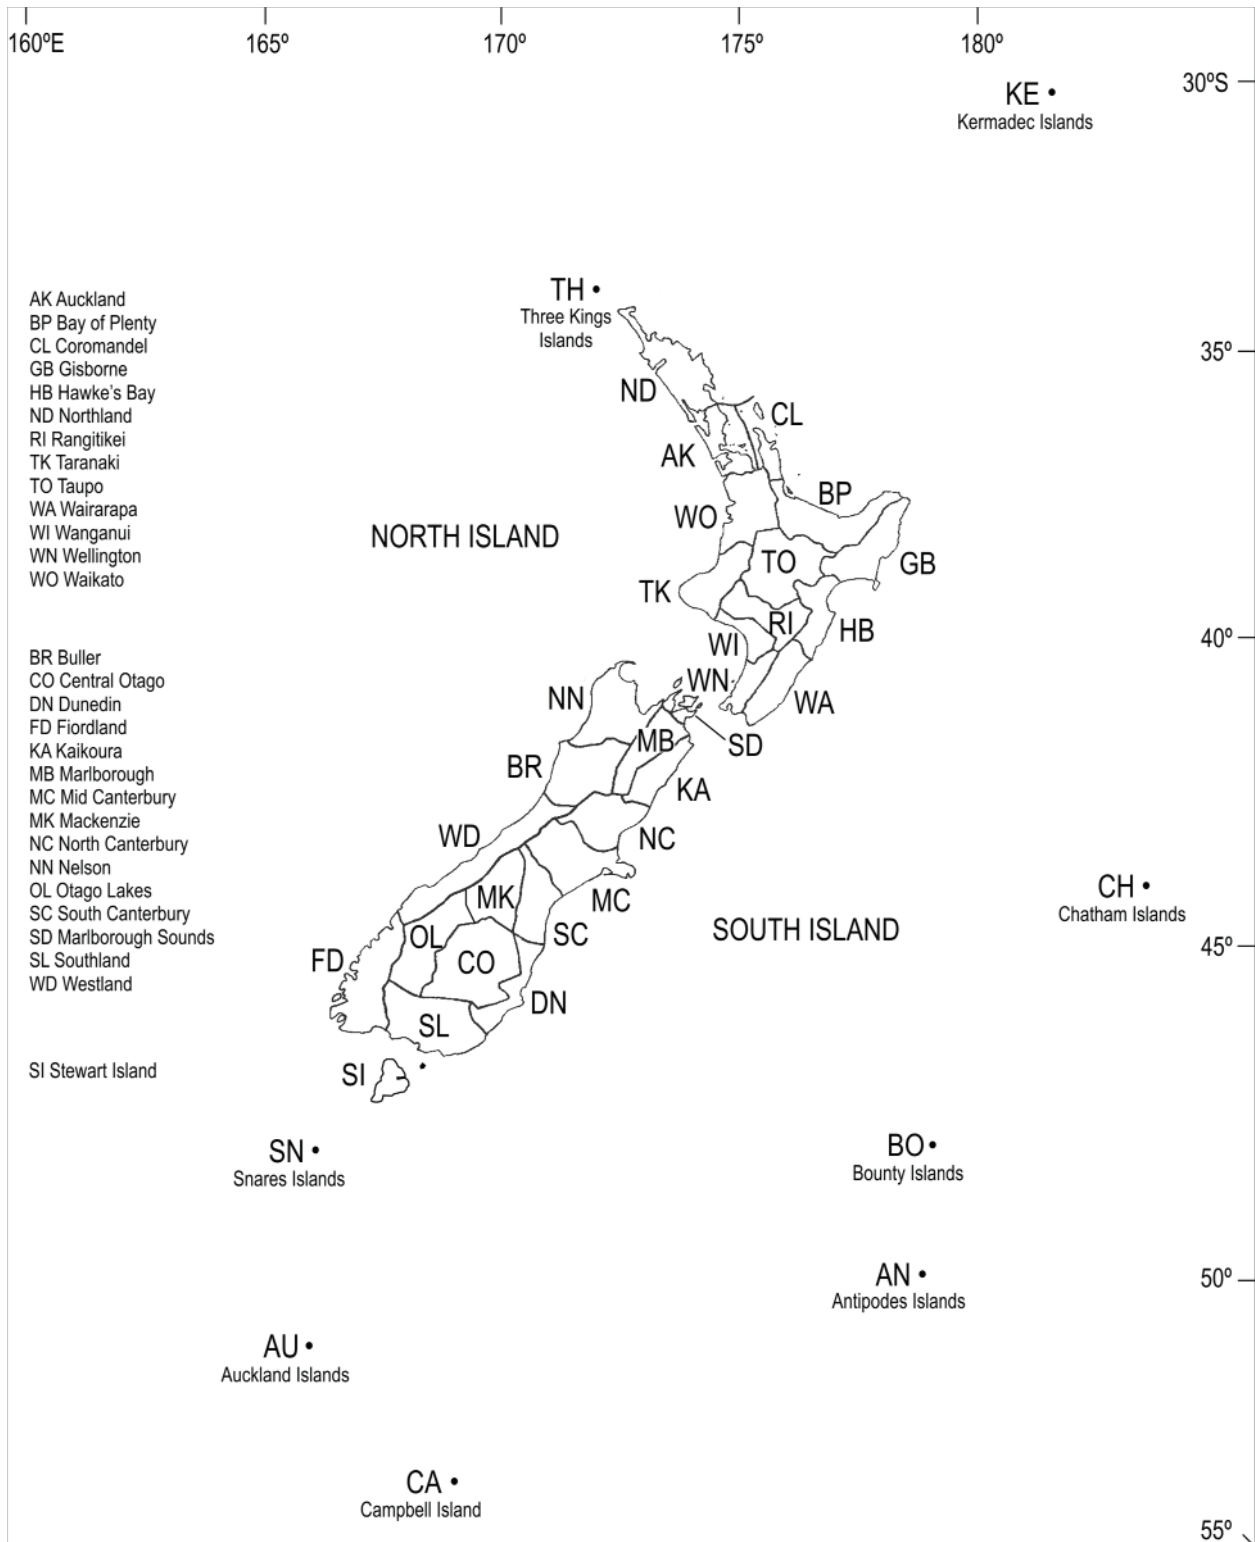 160ºE
165º
170º
175º
180º
30ºS
KE
Kermadec Islands
TH
Three Kings
Islands
AK Auckland
BP Bay of Plenty
CL Coromandel
GB Gisborne
HB Hawke's Bay
ND Northland
RI Rangitikei
TK Taranaki
TO Taupo
WA Wairarapa
WI Wanganui
WN Wellington
WO Waikato
35º
ND
CL
AK
BP
WO
NORTH ISLAND
TO
GB
TK
RI
HB
WI
40º
BR Buller
CO Central Otago
DN Dunedin
FD Fiordland
KA Kaikoura
MB Marlborough
MC Mid Canterbury
MK Mackenzie
NC North Canterbury
NN Nelson
OL Otago Lakes
SC South Canterbury
SD Marlborough Sounds
SL Southland
WD Westland
WN
NN
WA
MB
SD
BR
KA
WD
NC
MK
MC
CH
Chatham Islands
SOUTH ISLAND
OL
SC
45º
FD
CO
DN
SL
SI Stewart Island
SI
SN
Snares Islands
BO
Bounty Islands
AN
Antipodes Islands
50º
AU
Auckland Islands
CA
Campbell Island
55º